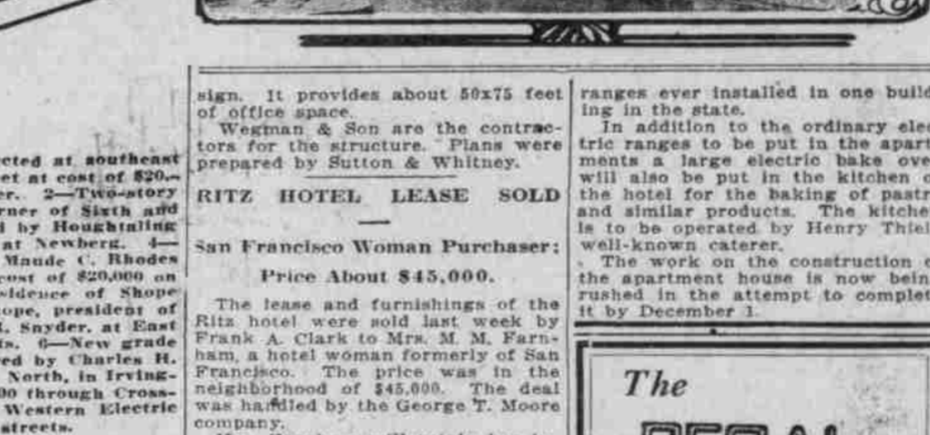 cted at southeast
et at cost of $20,-
er. 2—Two-story
rner of Sixth and
d by Houghtaling
at Newberg. 4—
Maude C. Rhodes
cost of $20,000 on
sidence of Shope
ope, president of
L. Snyder, at East
ts. 6—New grade
ed by Charles H.
North, in Irving-
00 through Cross-
Western Electric
streets.
sign. It provides about 50x75 feet
of office space.
Wegman & Son are the contrac-
tors for the structure. Plans were
prepared by Sutton & Whitney.
RITZ HOTEL LEASE SOLD
San Francisco Woman Purchaser;
Price About $45,000.
The lease and furnishings of the
Ritz hotel were sold last week by
Frank A. Clark to Mrs. M. M. Farn-
ham, a hotel woman formerly of San
Francisco. The price was in the
neighborhood of $45,000. The deal
was handled by the George T. Moore
company.
ranges ever installed in one build
ing in the state.
In addition to the ordinary elec
tric ranges to be put in the apart
ments a large electric bake ove
will also be put in the kitchen o
the hotel for the baking of pastr
and similar products. The kitche
is to be operated by Henry Thiel
well-known caterer.
The work on the construction o
the apartment house is now bein
rushed in the attempt to complet
it by December 1.
The